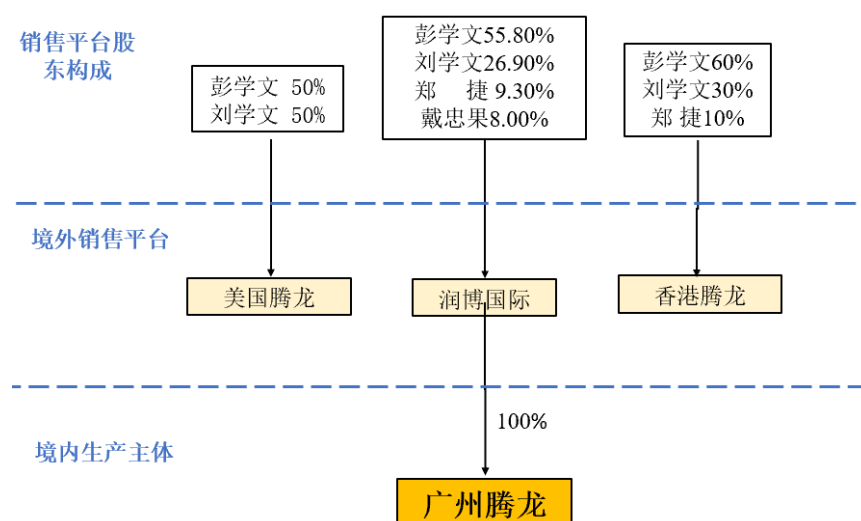 销售平台股
东构成
彭学文 50%
刘学文 50%
彭学文55.80%
刘学文26.90%
郑 捷 9.30%
戴忠果8.00%
彭学文60%
刘学文30%
郑 捷10%
境外销售平台
美国腾龙
润博国际
香港腾龙
100%
境内生产主体
广州腾龙